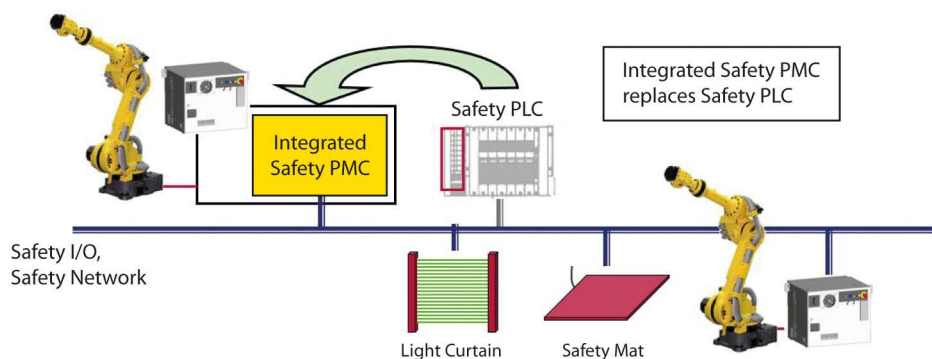 Integrated Safety PMC
replaces Safety PLC
Safety PLC
Integrated
Safety PMC
Safety I/O,
Safety Network
Light Curtain
Safety Mat